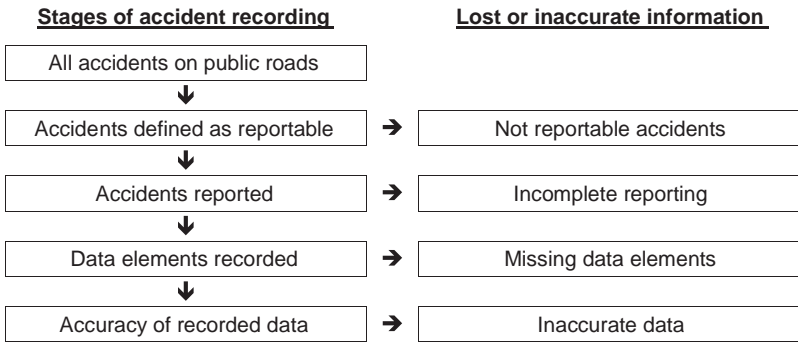 Stages of accident recording
Lost or inaccurate information
All accidents on public roads
Accidents defined as reportable
Not reportable accidents
Accidents reported
Incomplete reporting
Data elements recorded
Missing data elements
Accuracy of recorded data
Inaccurate data